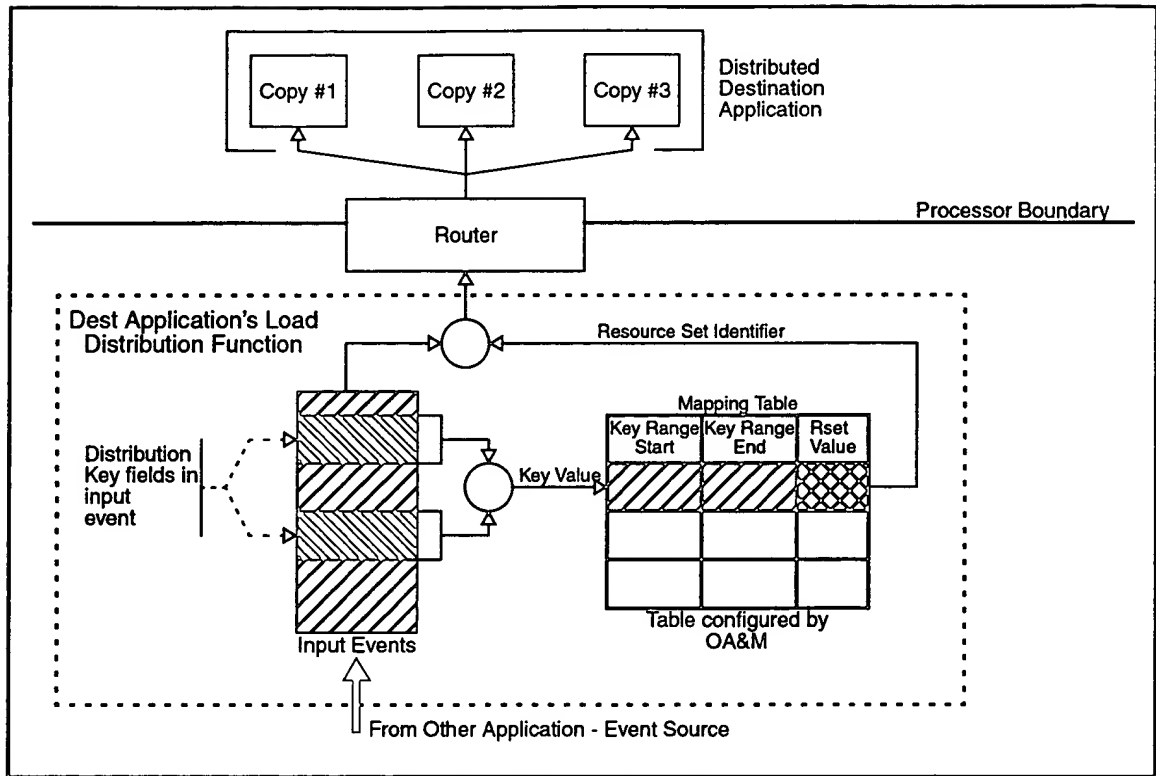 Copy #1
Copy #2
Copy #3
Distributed
Destination
Application
Processor Boundary
Router
Dest Application's Load
Distribution Function
Resource Set Identifier
Mapping Table
Key Range
Start
Key Range
End
Rset
Value
Distribution
Key fields in
input
event
Key Value
Table configured by
OA&M
Input Events
From Other Application - Event Source